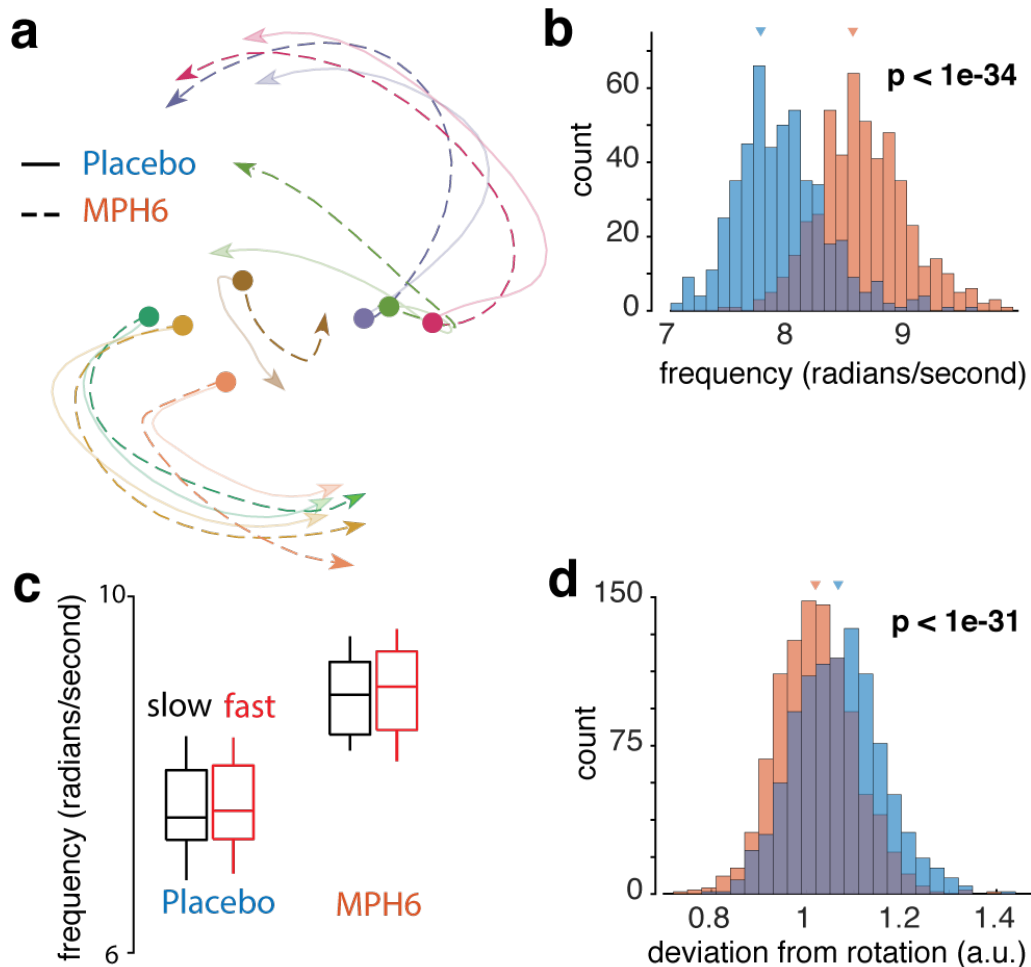 a
Placebo
MPH6
b
p < 1e-34
count
60
40
20
0
7
8
9
frequency (radians/second)
c
frequency (radians/second)
10
6
slow fast
Placebo
MPH6
d
p < 1e-31
count
150
75
0
0.8
1
1.2
1.4
deviation from rotation (a.u.)